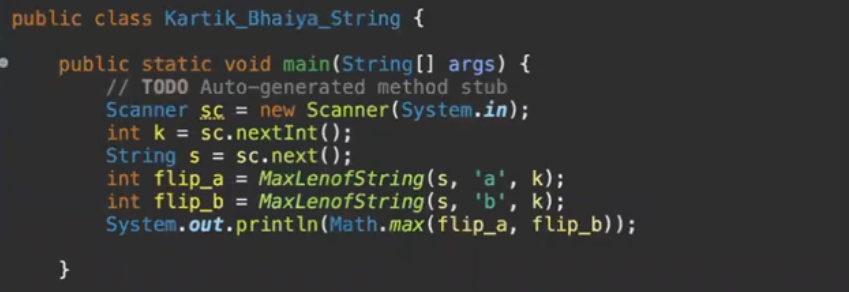 public class Kartik_Bhaiya_String {
public static void main(String[] args) {
// TODO Auto-generated method stub
Scanner sc = new Scanner(System.in);
int k = sc.nextInt();
String s = sc.next();
int flip_a = MaxLenofString(s, 'a', k);
int flip_b = MaxLenofString(s, 'b', k);
System.out.println(Math.max(flip_a, flip_b));
}